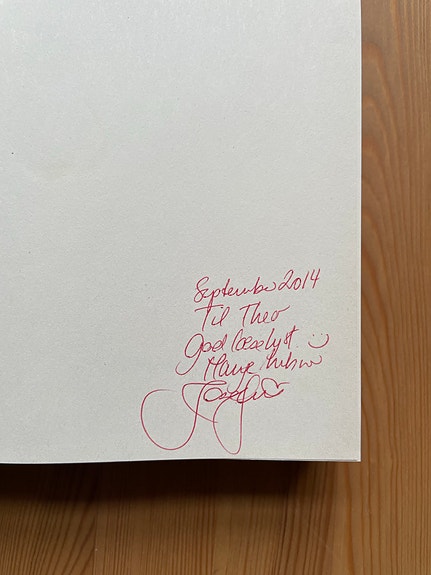 September 2014
Til Theo
God læselyst :-)
Mange hilsner